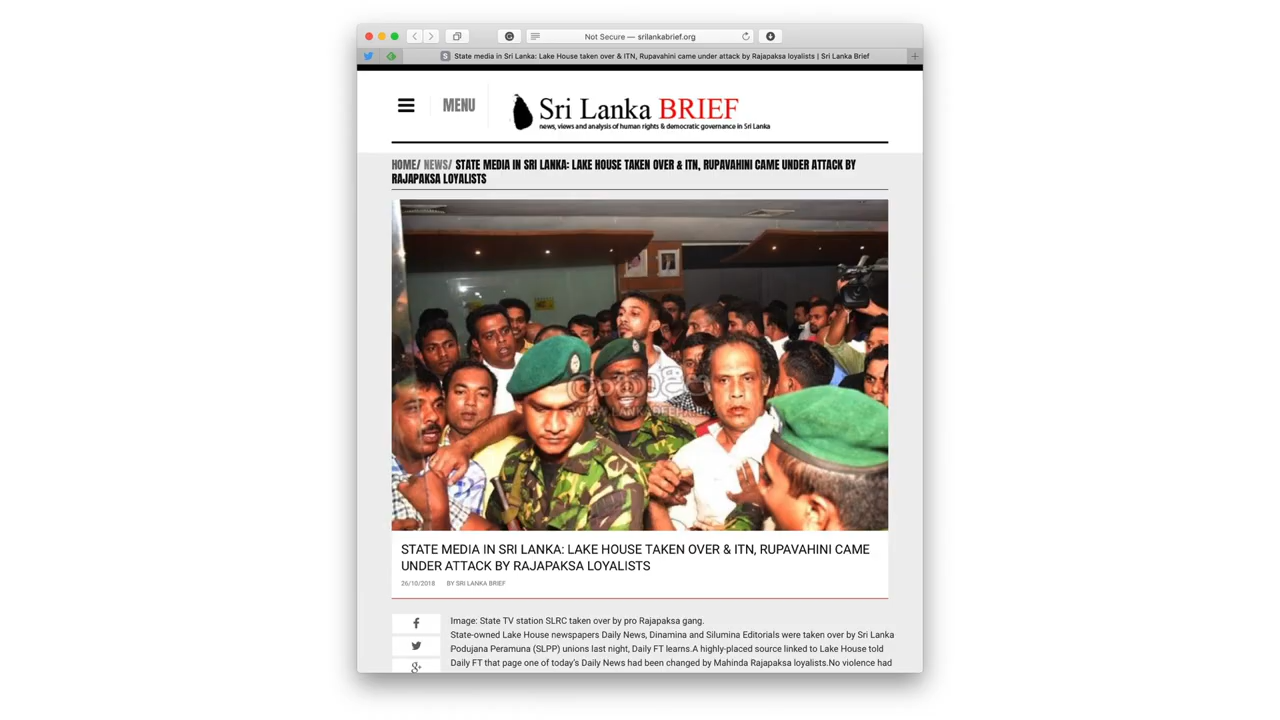 Not Secure — srilankabrief.org
State media in Sri Lanka: Lake House taken over & ITN, Rupavahini came under attack by Rajapaksa loyalists | Sri Lanka Brief
MENU
Sri Lanka BRIEF
news, views and analysis of human rights & democratic governance in Sri Lanka
HOME/ NEWS/ STATE MEDIA IN SRI LANKA: LAKE HOUSE TAKEN OVER & ITN, RUPAVAHINI CAME UNDER ATTACK BY
RAJAPAKSA LOYALISTS
STATE MEDIA IN SRI LANKA: LAKE HOUSE TAKEN OVER & ITN, RUPAVAHINI CAME
UNDER ATTACK BY RAJAPAKSA LOYALISTS
26/10/2018 BY SRI LANKA BRIEF
Image: State TV station SLRC taken over by pro Rajapaksa gang.
State-owned Lake House newspapers Daily News, Dinamina and Silumina Editorials were taken over by Sri Lanka
Podujana Peramuna (SLPP) unions last night, Daily FT learns.A highly-placed source linked to Lake House told
Daily FT that page one of today's Daily News had been changed by Mahinda Rajapaksa loyalists.No violence had